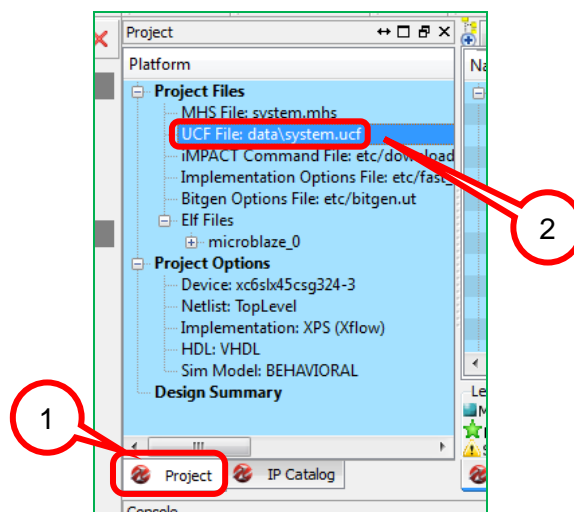 Project
Platform
Project Files
MHS File: system.mhs
UCF File: data\system.ucf
iMPACT Command File: etc/download
Implementation Options File: etc/fast_
Bitgen Options File: etc/bitgen.ut
Elf Files
microblaze_0
Project Options
Device: xc6slx45csg324-3
Netlist: TopLevel
Implementation: XPS (Xflow)
HDL: VHDL
Sim Model: BEHAVIORAL
Design Summary
Project
IP Catalog
Console
Na
Le
M
1
2